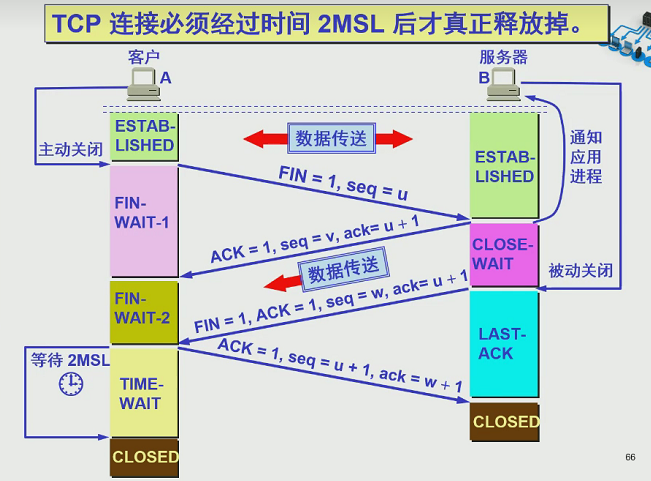 TCP 连接必须经过时间 2MSL 后才真正释放掉。
客户
A
服务器
B
ESTAB-
LISHED
数据传送
通知
应用
进程
主动关闭
ESTAB-
LISHED
FIN = 1, seq = u
FIN-
WAIT-1
ACK = 1, seq = v, ack= u + 1
CLOSE-
WAIT
数据传送
被动关闭
FIN-
WAIT-2
FIN = 1, ACK = 1, seq = w, ack= u + 1
LAST-
ACK
等待 2MSL
ACK = 1, seq = u + 1, ack = w + 1
TIME-
WAIT
CLOSED
CLOSED
66